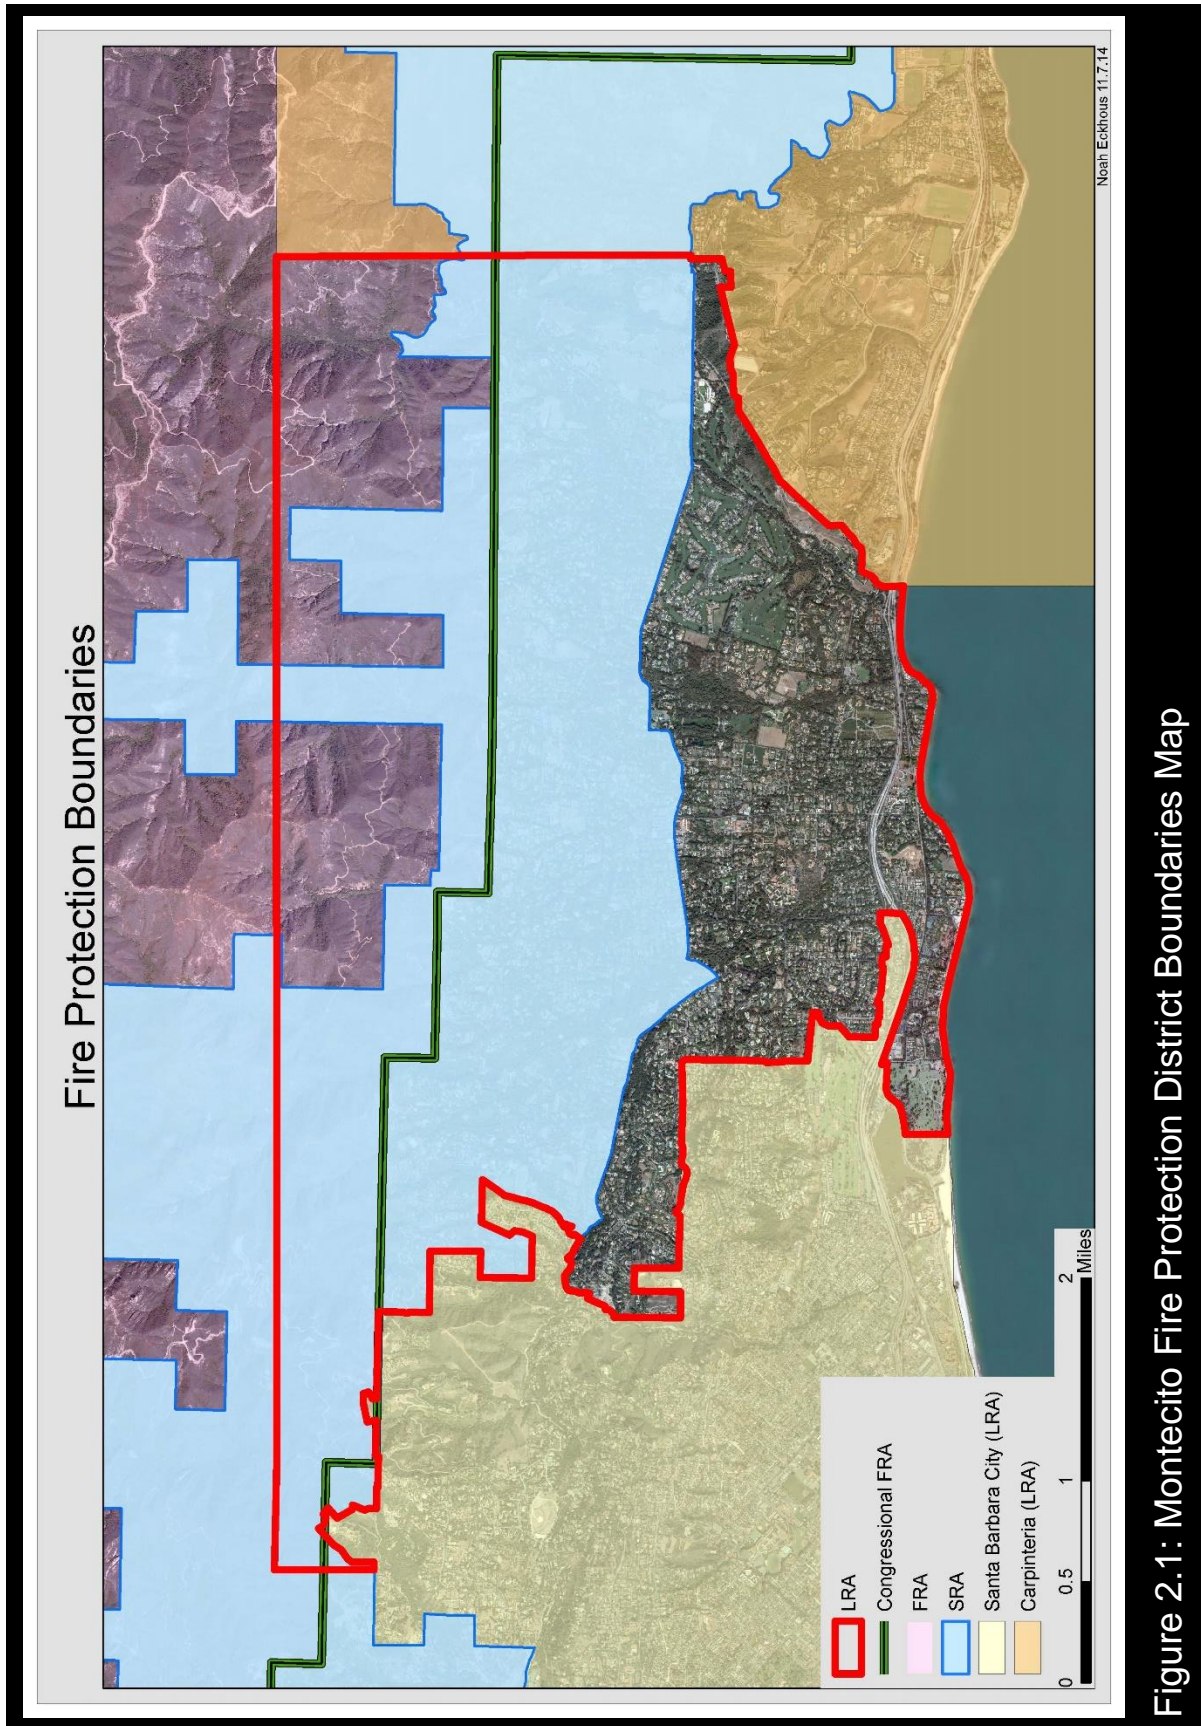 Fire Protection Boundaries
LRA
Congressional FRA
FRA
SRA
Santa Barbara City (LRA)
Carpinteria (LRA)
0 0.5 1 2
Miles
Noah Eckhous 11.7.14
Figure 2.1: Montecito Fire Protection District Boundaries Map